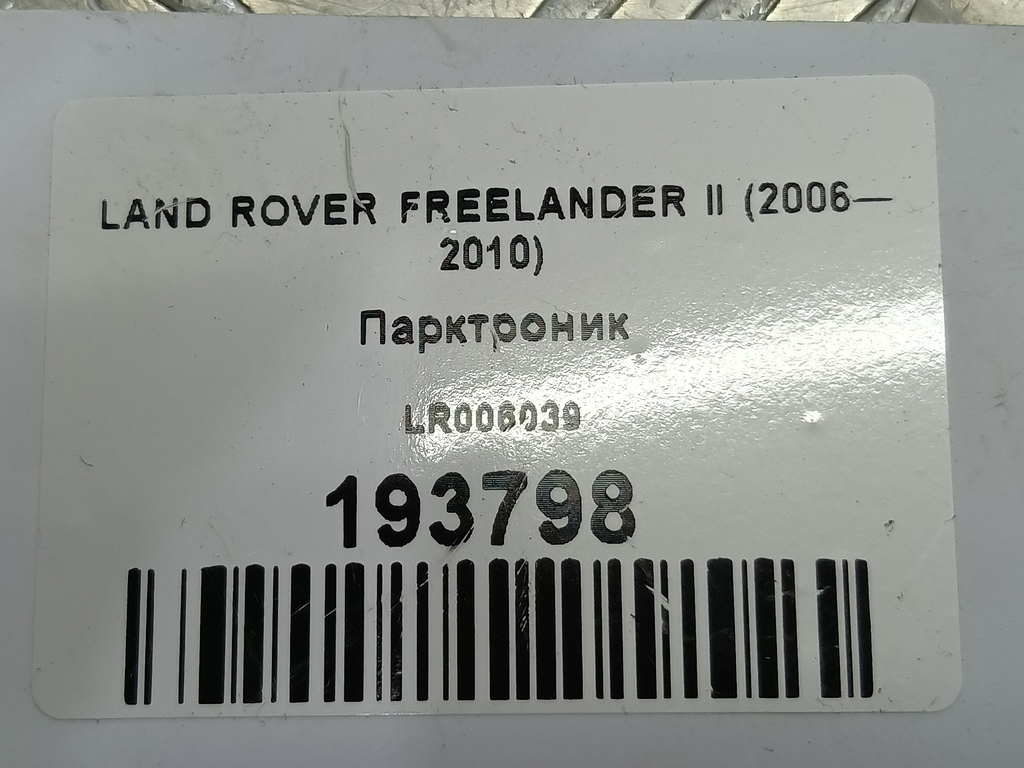 LAND ROVER FREELANDER II (2006—
2010)
Парктроник
LR006039
193798